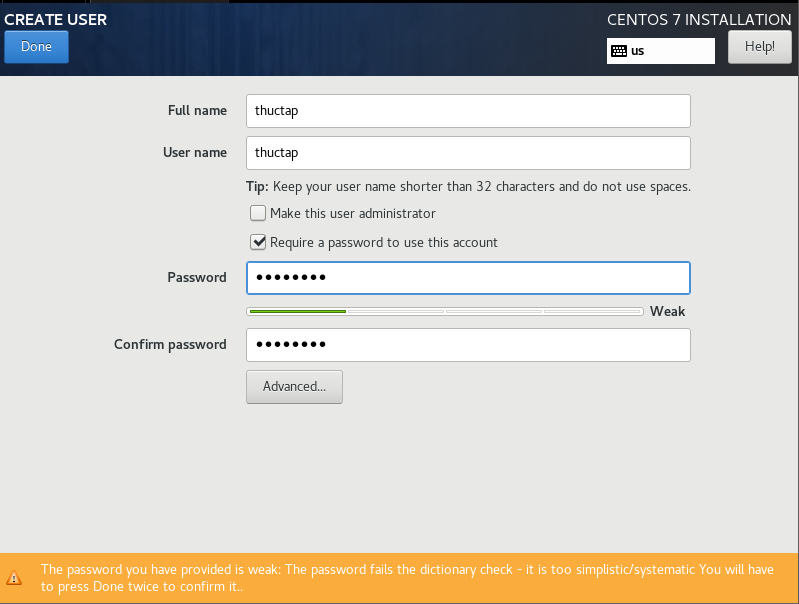 CREATE USER
CENTOS 7 INSTALLATION
Done
us
Help!
Full name
thuctap
User name
thuctap
Tip: Keep your user name shorter than 32 characters and do not use spaces.
Make this user administrator
Require a password to use this account
Password
••••••••
Weak
Confirm password
••••••••
Advanced...
The password you have provided is weak: The password fails the dictionary check - it is too simplistic/systematic You will have
to press Done twice to confirm it..